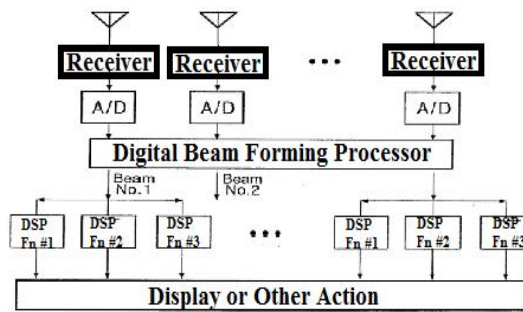 Receiver Receiver ... Receiver
A/D A/D A/D
Digital Beam Forming Processor
Beam No.1 Beam No.2
DSP Fn #1 DSP Fn #2 DSP Fn #3 ... DSP Fn #1 DSP Fn #2 DSP Fn #3
Display or Other Action